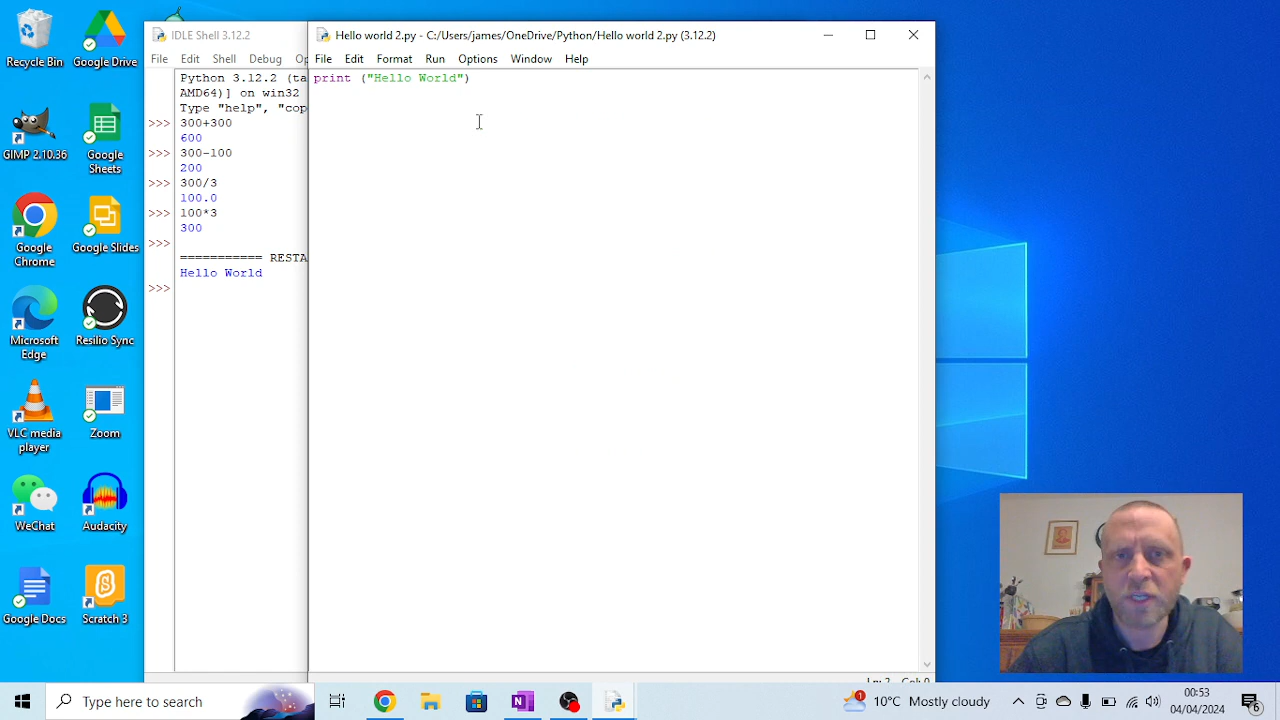 Recycle Bin
Google Drive
GIMP 2.10.36
Google
Sheets
Google
Chrome
Google Slides
Microsoft
Edge
Resilio Sync
VLC media
player
Zoom
WeChat
Audacity
Google Docs
Scratch 3
IDLE Shell 3.12.2
File Edit Shell Debug Op
Python 3.12.2 (ta
AMD64)] on win32
Type "help", "cop
>>> 300+300
600
>>> 300-100
200
>>> 300/3
100.0
>>> 100*3
300
>>>
=========== RESTA
Hello World
>>>
Hello world 2.py - C:/Users/james/OneDrive/Python/Hello world 2.py (3.12.2)
File Edit Format Run Options Window Help
print ("Hello World")
Type here to search
1
10°C Mostly cloudy
00:53
04/04/2024
6